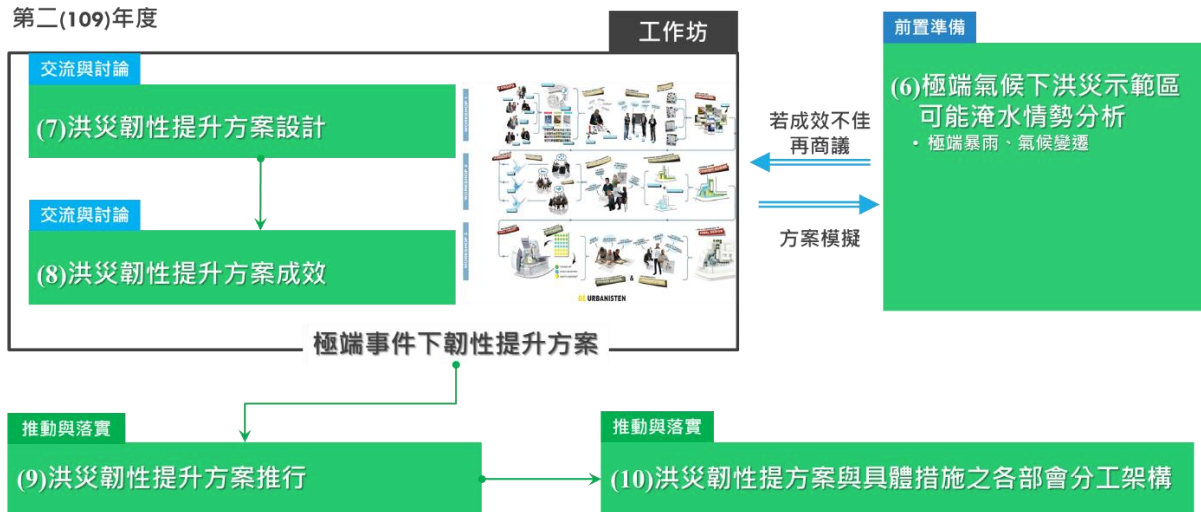 第二(109)年度
工作坊
交流與討論
(7)洪災韌性提升方案設計
交流與討論
(8)洪災韌性提升方案成效
URBANISTEN
極端事件下韌性提升方案
若成效不佳
再商議
方案模擬
前置準備
(6)極端氣候下洪災示範區
可能淹水情勢分析
• 極端暴雨、氣候變遷
推動與落實
(9)洪災韌性提升方案推行
推動與落實
(10)洪災韌性提方案與具體措施之各部會分工架構